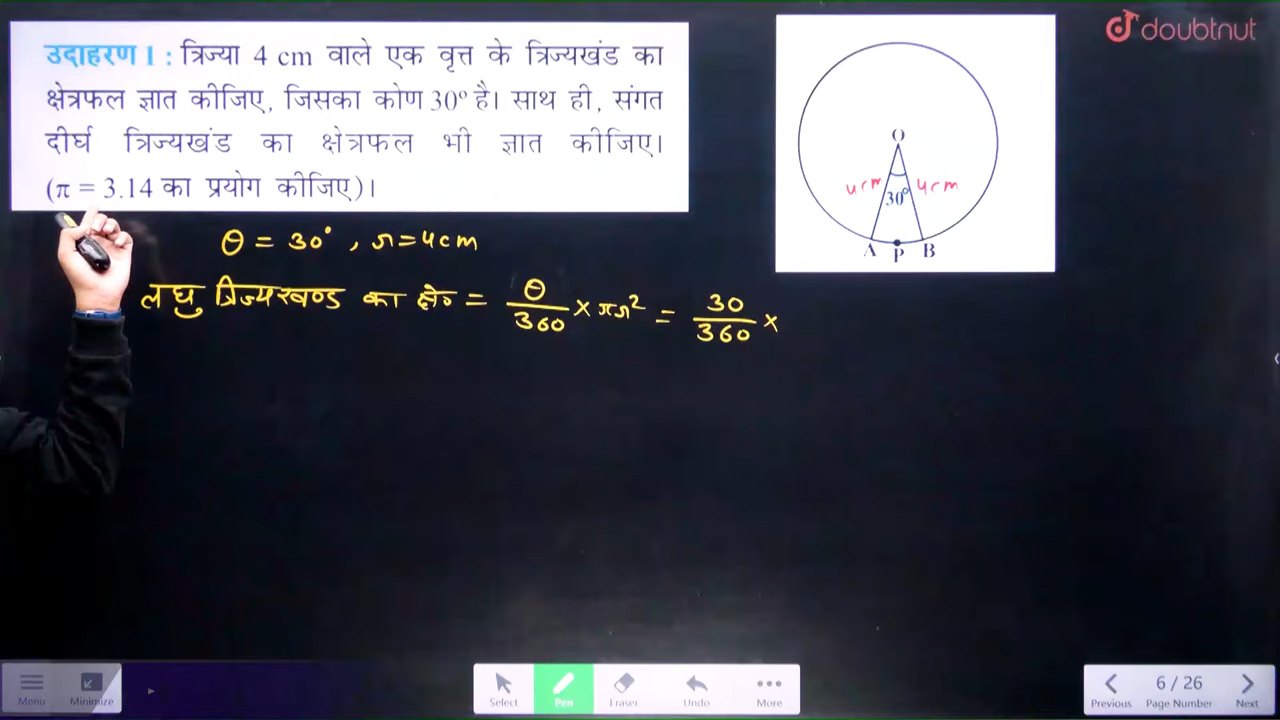 उदाहरण 1 : त्रिज्या 4 cm वाले एक वृत्त के त्रिज्यखंड का
क्षेत्रफल ज्ञात कीजिए, जिसका कोण 30° है। साथ ही, संगत
दीर्घ त्रिज्यखंड का क्षेत्रफल भी ज्ञात कीजिए।
(π = 3.14 का प्रयोग कीजिए)।
doubtnut
O
4cm 4cm
30°
A P B
θ = 30°, r = 4cm
लघु त्रिज्यखण्ड का क्षे॰ = θ/360 × πr² = 30/360 ×
Menu Minimize Select Pen Eraser Undo More Previous 6 / 26 Page Number Next